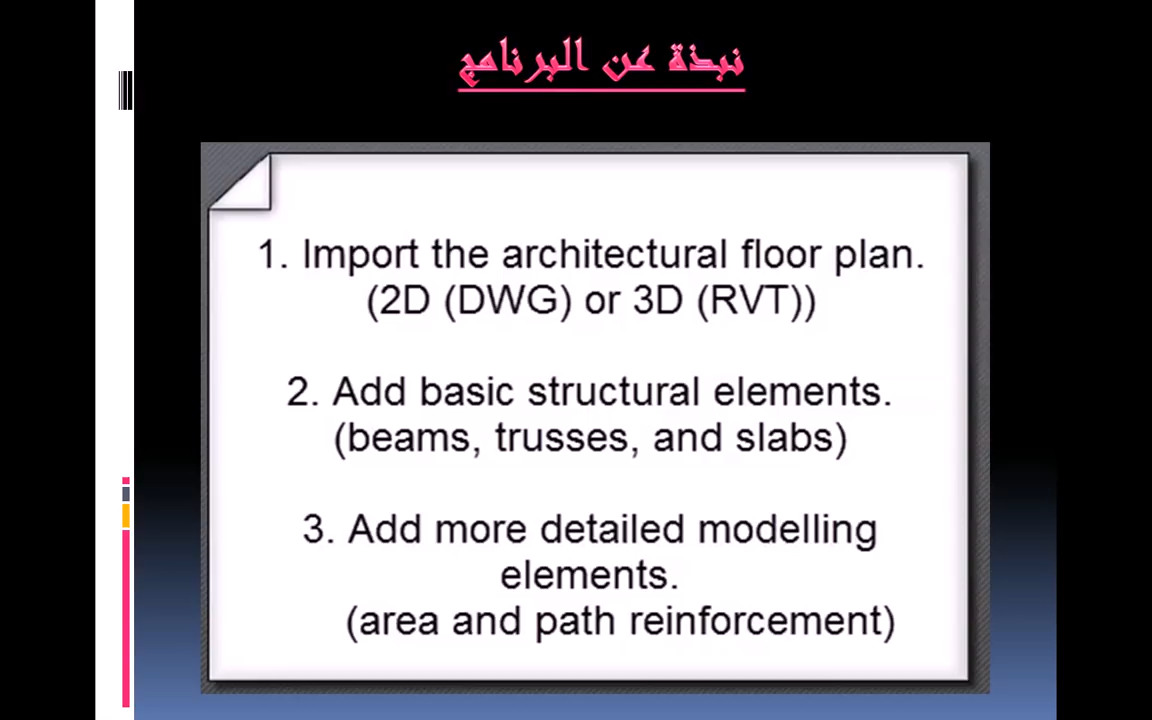 نبذة عن البرنامج
1. Import the architectural floor plan.
(2D (DWG) or 3D (RVT))
2. Add basic structural elements.
(beams, trusses, and slabs)
3. Add more detailed modelling
elements.
(area and path reinforcement)